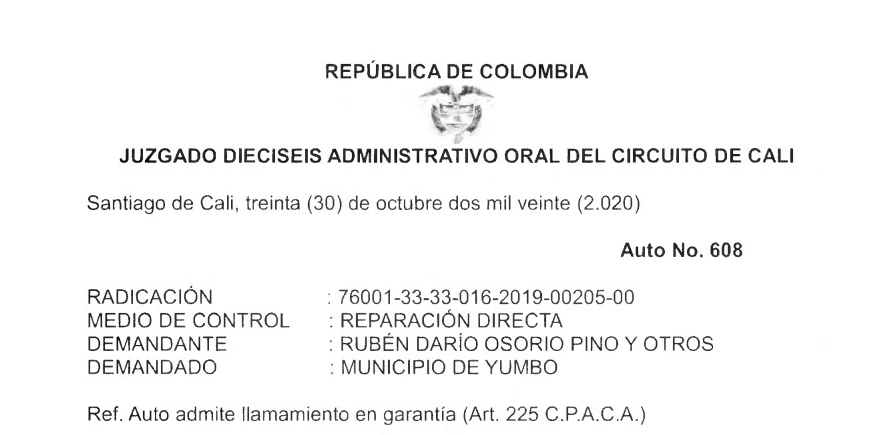 REPÚBLICA DE COLOMBIA
JUZGADO DIECISEIS ADMINISTRATIVO ORAL DEL CIRCUITO DE CALI
Santiago de Cali, treinta (30) de octubre dos mil veinte (2.020)
Auto No. 608
RADICACIÓN : 76001-33-33-016-2019-00205-00
MEDIO DE CONTROL : REPARACIÓN DIRECTA
DEMANDANTE : RUBÉN DARÍO OSORIO PINO Y OTROS
DEMANDADO : MUNICIPIO DE YUMBO
Ref. Auto admite llamamiento en garantía (Art. 225 C.P.A.C.A.)